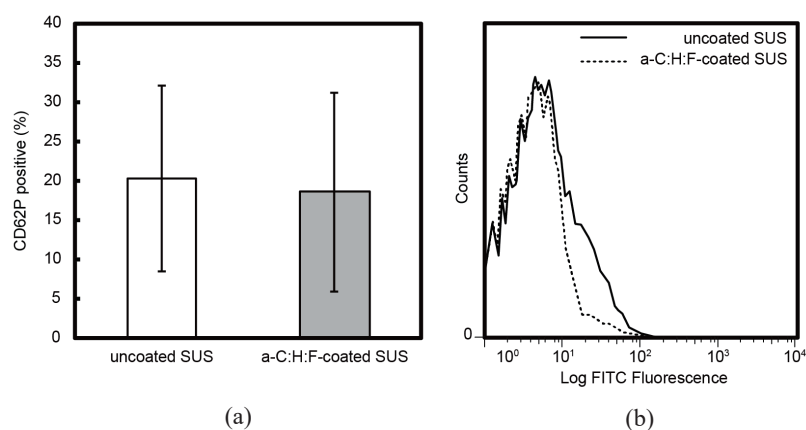 40
35
30
25
20
15
10
5
0
CD62P positive (%)
uncoated SUS
a-C:H:F-coated SUS
(a)
uncoated SUS
a-C:H:F-coated SUS
Counts
0
10⁰ 10¹ 10² 10³ 10⁴
Log FITC Fluorescence
(b)